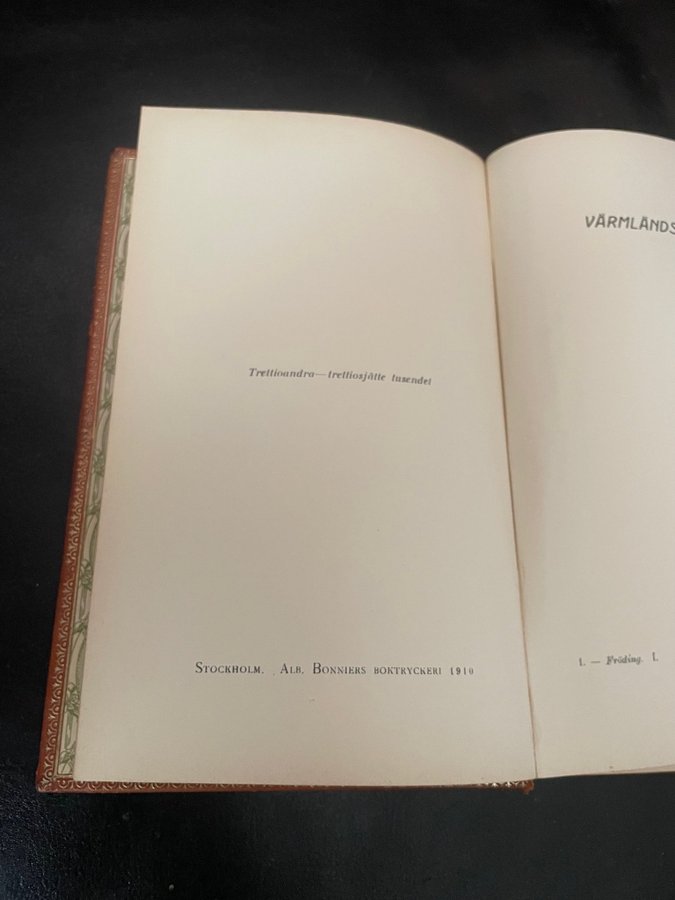 Trettioandra—trettiosjätte tusendet
STOCKHOLM, ALB. BONNIERS BOKTRYCKERI 1910
VÄRMLÄNDS
1. — Fröding. I.